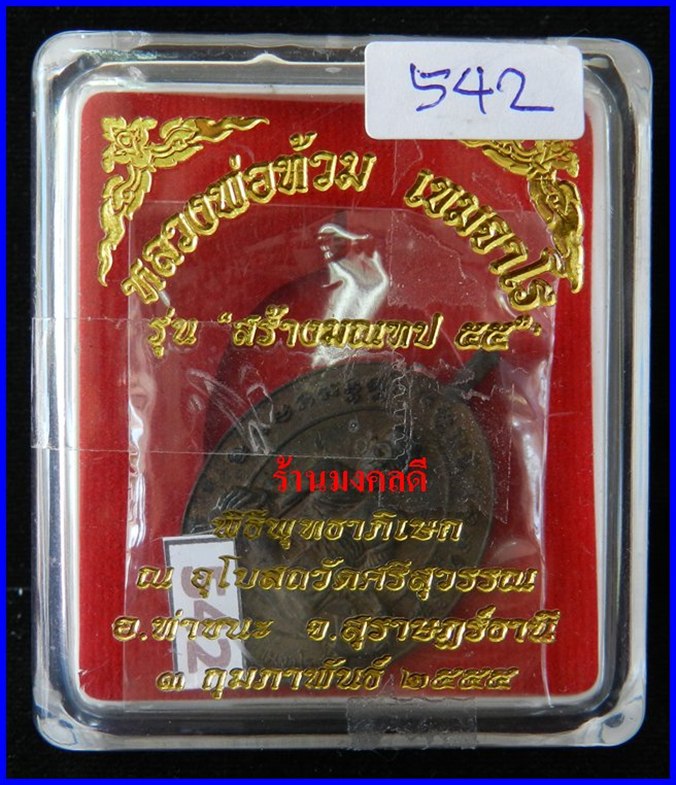 542
หลวงพ่อท้วม เขมจาโร
รุ่น "สร้างมณฑป ๕๕"
ร้านมงคลดี
พิธีพุทธาภิเษก
542
ณ อุโบสถวัดศรีสุวรรณ
อ.ท่าชนะ จ.สุราษฎร์ธานี
๓ กุมภาพันธ์ ๒๕๕๕